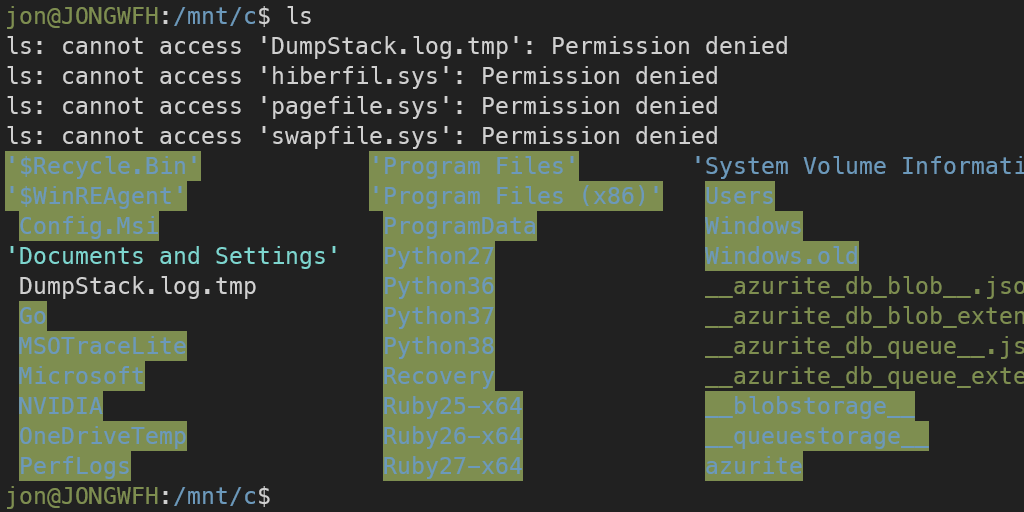 jon@JONGWFH:/mnt/c$ ls
ls: cannot access 'DumpStack.log.tmp': Permission denied
ls: cannot access 'hiberfil.sys': Permission denied
ls: cannot access 'pagefile.sys': Permission denied
ls: cannot access 'swapfile.sys': Permission denied
'$Recycle.Bin' 'Program Files' 'System Volume Informati
'$WinREAgent' 'Program Files (x86)' Users
Config.Msi ProgramData Windows
'Documents and Settings' Python27 Windows.old
DumpStack.log.tmp Python36 __azurite_db_blob__.jso
Go Python37 __azurite_db_blob_exten
MSOTraceLite Python38 __azurite_db_queue__.js
Microsoft Recovery __azurite_db_queue_exte
NVIDIA Ruby25-x64 __blobstorage__
OneDriveTemp Ruby26-x64 __queuestorage__
PerfLogs Ruby27-x64 azurite
jon@JONGWFH:/mnt/c$